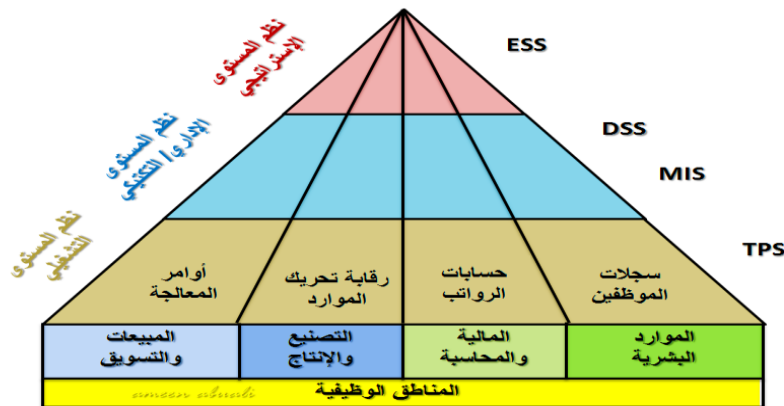 نظم المستوى
الإستراتيجي
ESS
نظم المستوى
الإداري/ التكتيكي
DSS
MIS
نظم المستوى
التشغيلي
TPS
أوامر
المعالجة
رقابة تحريك
الموارد
حسابات
الرواتب
سجلات
الموظفين
المبيعات
والتسويق
التصنيع
والإنتاج
المالية
والمحاسبة
الموارد
البشرية
المناطق الوظيفية